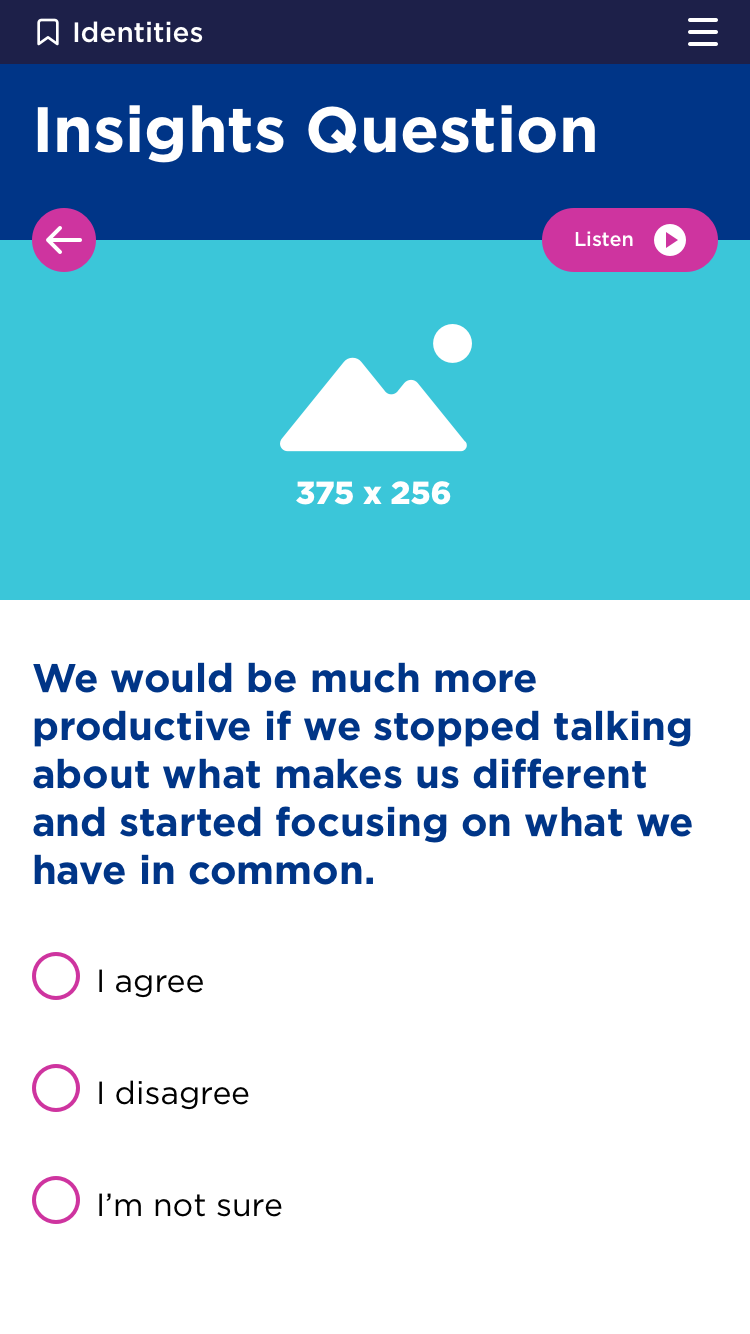 Identities
Insights Question
Listen
375 x 256
We would be much more
productive if we stopped talking
about what makes us different
and started focusing on what we
have in common.
I agree
I disagree
I’m not sure